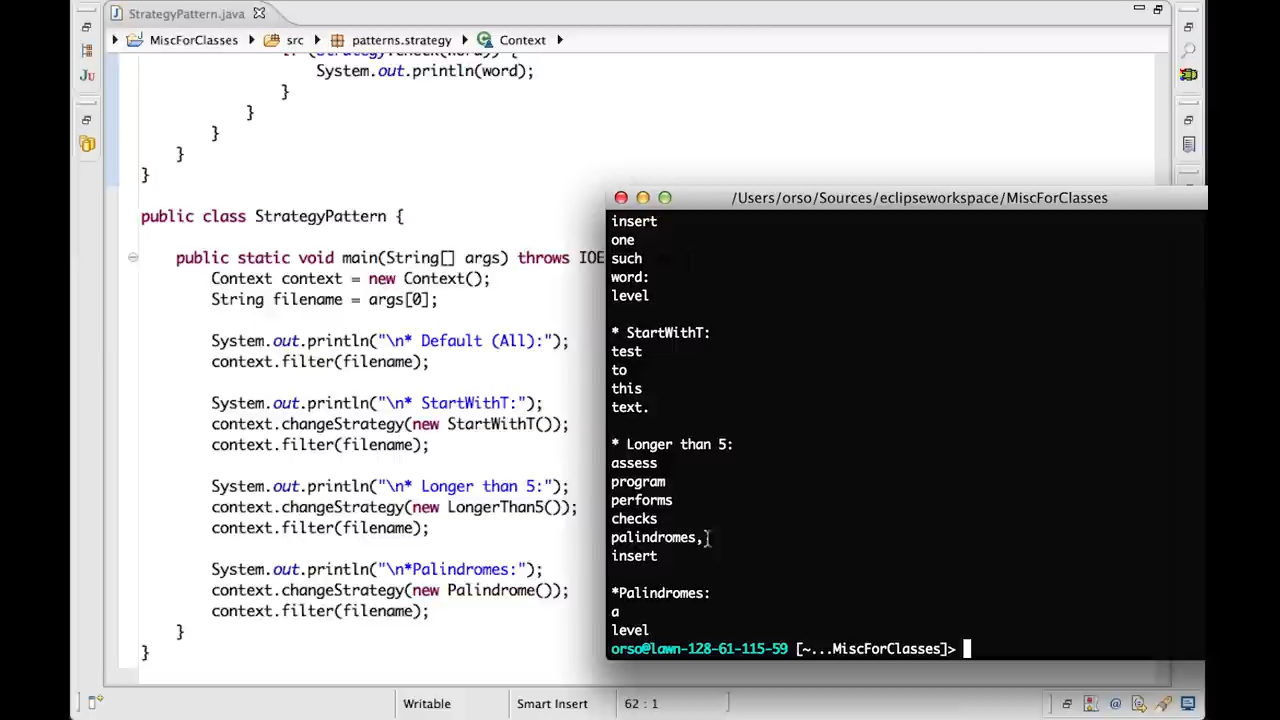 StrategyPattern.java
MiscForClasses src patterns.strategy Context
System.out.println(word);
}
}
}
}
}
public class StrategyPattern {
public static void main(String[] args) throws IOE
Context context = new Context();
String filename = args[0];
System.out.println("\n* Default (All):");
context.filter(filename);
System.out.println("\n* StartWithT:");
context.changeStrategy(new StartWithT());
context.filter(filename);
System.out.println("\n* Longer than 5:");
context.changeStrategy(new LongerThan5());
context.filter(filename);
System.out.println("\n*Palindromes:");
context.changeStrategy(new Palindrome());
context.filter(filename);
}
}
/Users/orso/Sources/eclipseworkspace/MiscForClasses
insert
one
such
word:
level
* StartWithT:
test
to
this
text.
* Longer than 5:
assess
program
performs
checks
palindromes,
insert
*Palindromes:
a
level
orso@lawn-128-61-115-59 [~...MiscForClasses]>
Writable Smart Insert 62 : 1